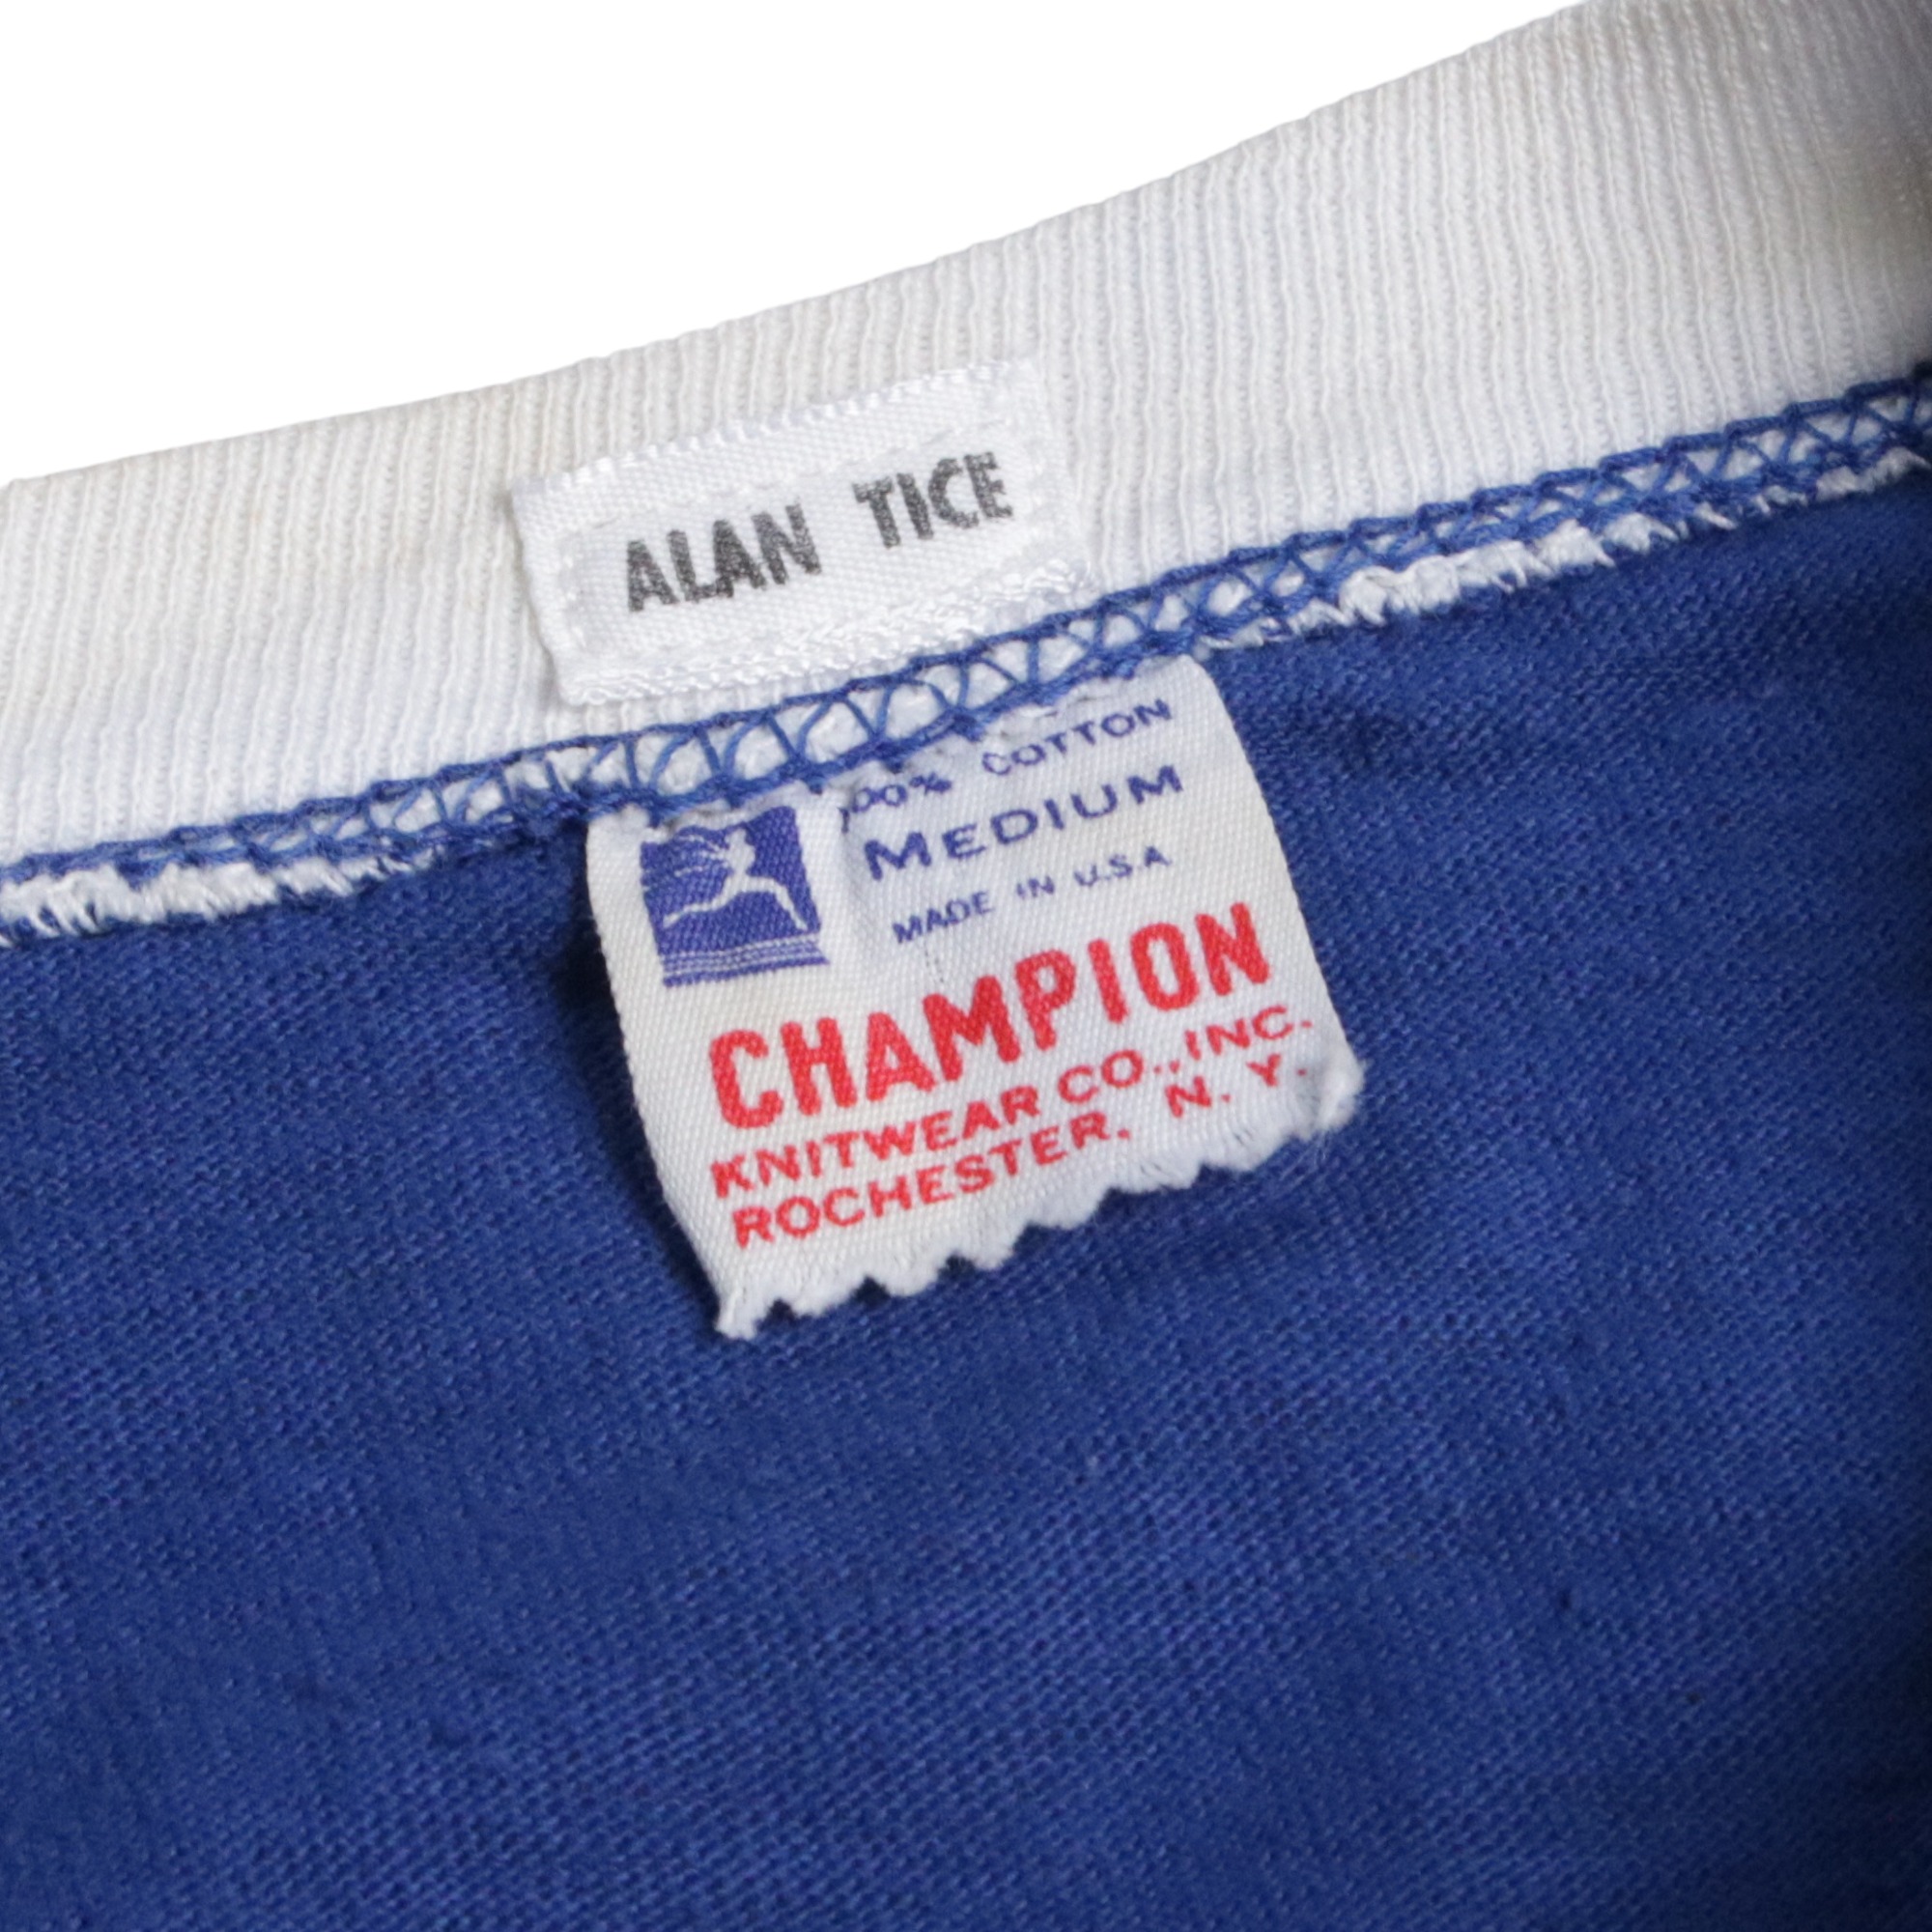 ALAN TICE
100% COTTON
MEDIUM
MADE IN U.S.A
CHAMPION
KNITWEAR CO., INC.
ROCHESTER, N. Y.